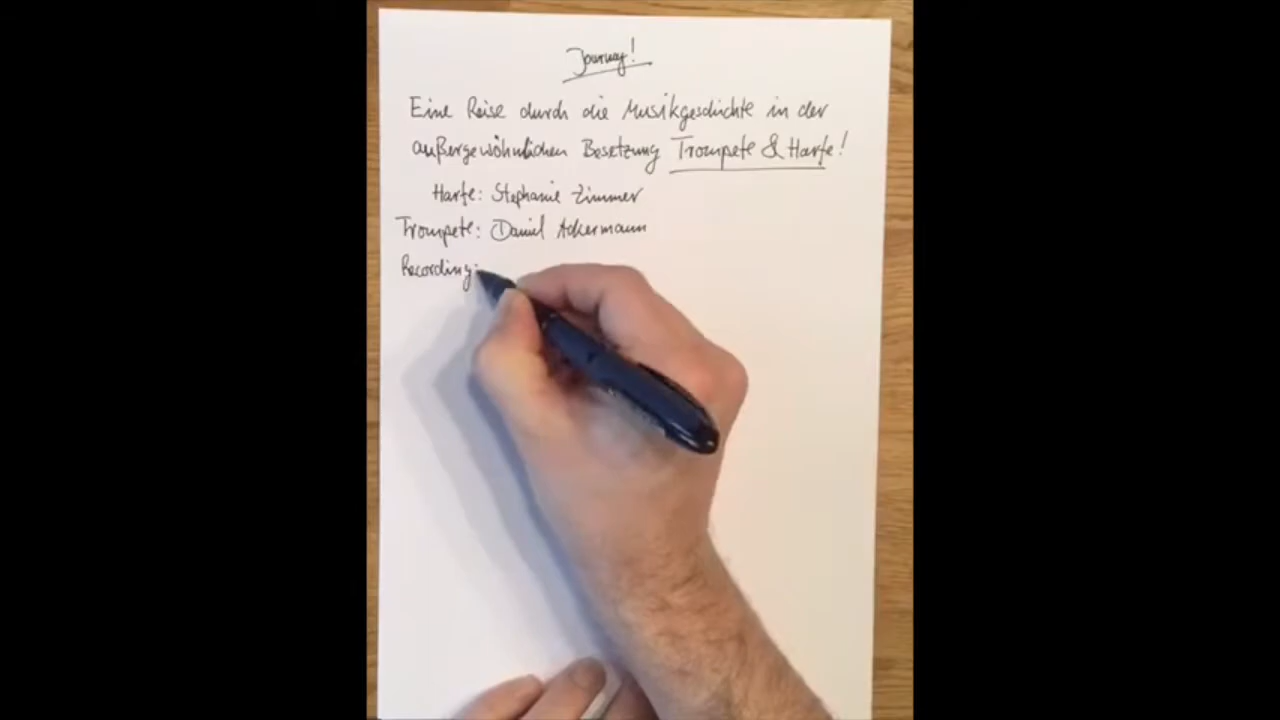 Journey!
Eine Reise durch die Musikgeschichte in der
außergewöhnlichen Besetzung Trompete & Harfe!
Harfe: Stephanie Zimmer
Trompete: Daniel Ackermann
Recording: